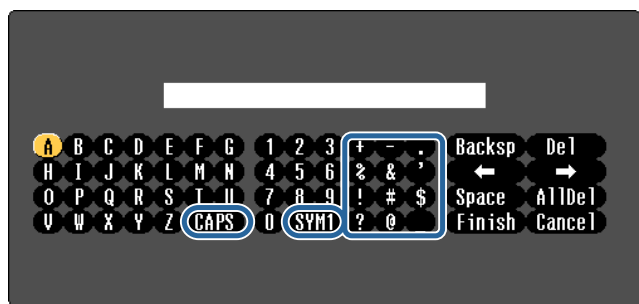 A B C D E F G 1 2 3 + - . Backsp Del
H I J K L M N 4 5 6 % & ' ← →
O P Q R S T U 7 8 9 ! # $ Space AllDel
V W X Y Z CAPS 0 SYM1 ? @ _ Finish Cancel